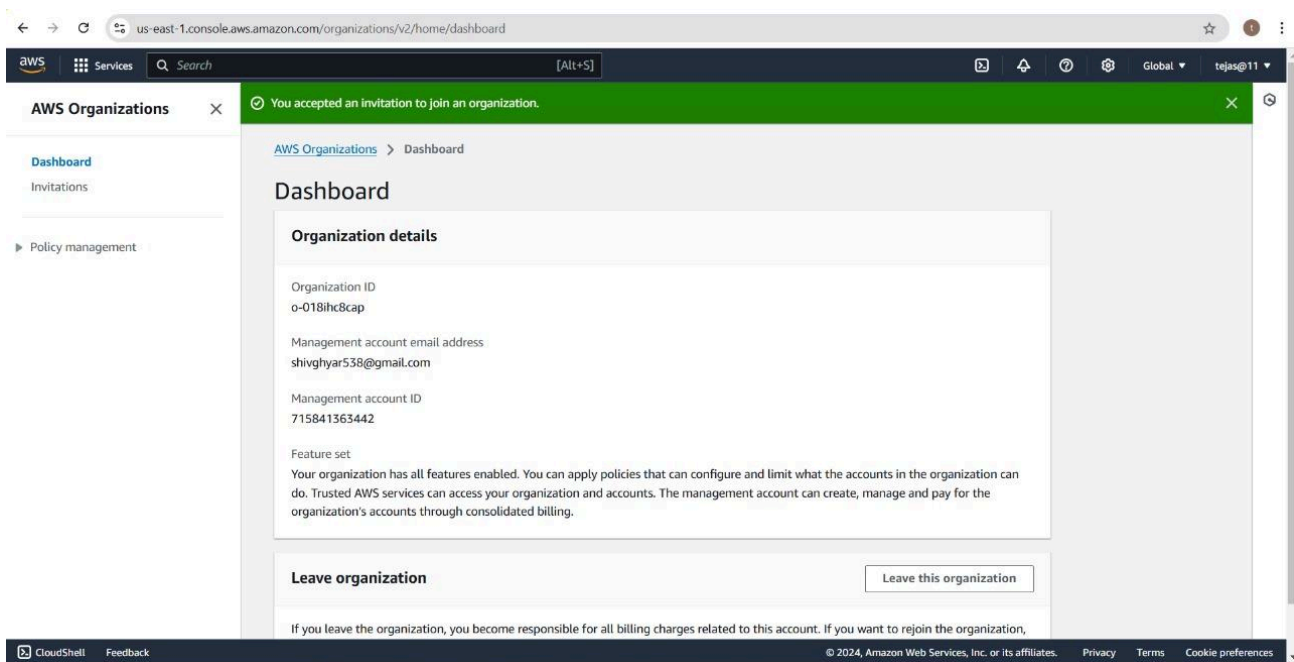 us-east-1.console.aws.amazon.com/organizations/v2/home/dashboard
t
aws
Services
Search
[Alt+S]
Global
tejas@11
AWS Organizations
You accepted an invitation to join an organization.
Dashboard
Invitations
Policy management
AWS Organizations > Dashboard
Dashboard
Organization details
Organization ID
o-018ihc8cap
Management account email address
shivghyar538@gmail.com
Management account ID
715841363442
Feature set
Your organization has all features enabled. You can apply policies that can configure and limit what the accounts in the organization can
do. Trusted AWS services can access your organization and accounts. The management account can create, manage and pay for the
organization's accounts through consolidated billing.
Leave organization
Leave this organization
If you leave the organization, you become responsible for all billing charges related to this account. If you want to rejoin the organization,
CloudShell
Feedback
© 2024, Amazon Web Services, Inc. or its affiliates.
Privacy
Terms
Cookie preferences